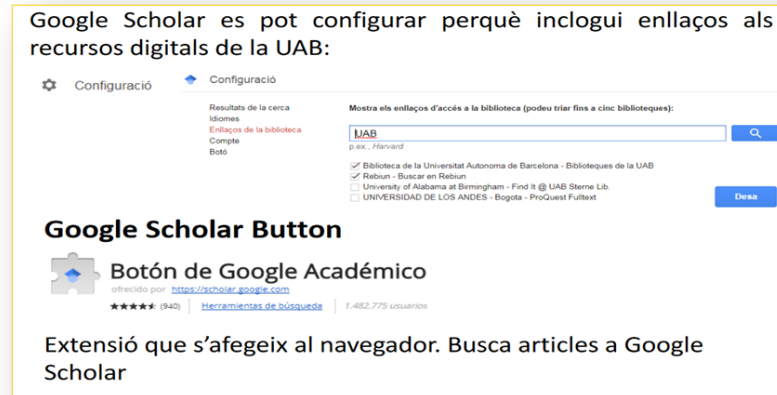 Google Scholar es pot configurar perquè inclogui enllaços als
recursos digitals de la UAB:
Configuració
Configuració
Resultats de la cerca
Idiomes
Enllaços de la biblioteca
Compte
Botó
Mostra els enllaços d'accés a la biblioteca (podeu triar fins a cinc biblioteques):
UAB
p.ex., Harvard
Biblioteca de la Universitat Autonoma de Barcelona - Biblioteques de la UAB
Rebiun - Buscar en Rebiun
University of Alabama at Birmingham - Find It @ UAB Sterne Lib.
UNIVERSIDAD DE LOS ANDES - Bogota - ProQuest Fulltext
Desa
Google Scholar Button
Botón de Google Académico
ofrecido por https://scholar.google.com
(940) Herramientas de búsqueda 1.482.775 usuarios
Extensió que s'afegeix al navegador. Busca articles a Google
Scholar